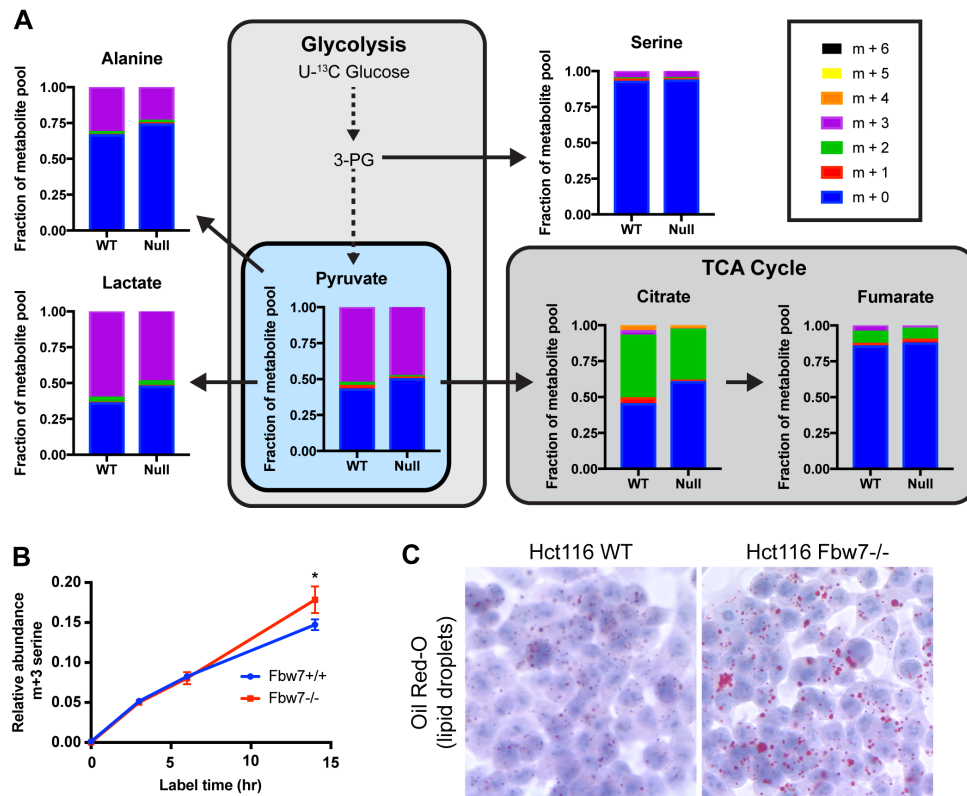 A
Glycolysis
U-¹³C Glucose
3-PG
Alanine
Fraction of metabolite pool
1.00
0.75
0.50
0.25
0.00
WT
Null
Serine
Fraction of metabolite pool
1.00
0.75
0.50
0.25
0.00
WT
Null
m + 6
m + 5
m + 4
m + 3
m + 2
m + 1
m + 0
Lactate
Fraction of metabolite pool
1.00
0.75
0.50
0.25
0.00
WT
Null
Pyruvate
Fraction of metabolite pool
1.00
0.75
0.50
0.25
0.00
WT
Null
TCA Cycle
Citrate
Fraction of metabolite pool
1.00
0.75
0.50
0.25
0.00
WT
Null
Fumarate
Fraction of metabolite pool
1.00
0.75
0.50
0.25
0.00
WT
Null
B
Relative abundance
m+3 serine
0.20
0.15
0.10
0.05
0.00
*
Fbw7+/+
Fbw7-/-
0
5
10
15
Label time (hr)
C
Hct116 WT
Hct116 Fbw7-/-
Oil Red-O
(lipid droplets)